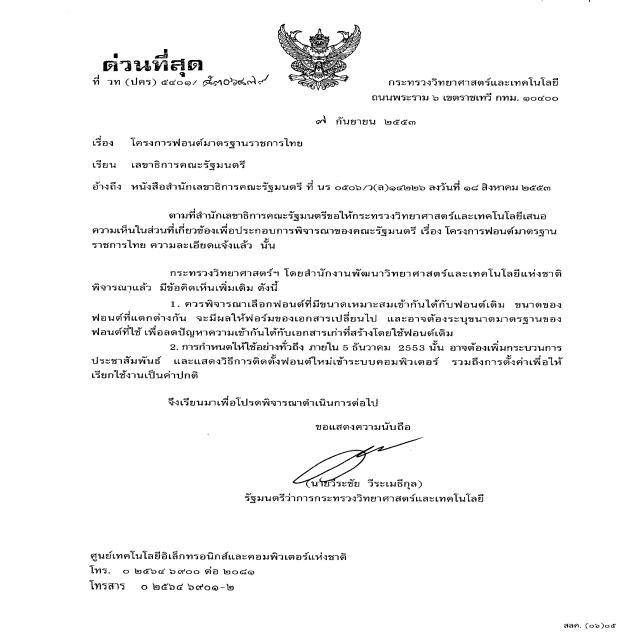 ด่วนที่สุด
ที่ วท (ปคร) ๕๔๐๑/
กระทรวงวิทยาศาสตร์และเทคโนโลยี
ถนนพระราม ๖ เขตราชเทวี กทม. ๑๐๔๐๐
๗ กันยายน ๒๕๕๓
เรื่อง โครงการฟอนต์มาตรฐานราชการไทย
เรียน เลขาธิการคณะรัฐมนตรี
อ้างถึง หนังสือสำนักเลขาธิการคณะรัฐมนตรี ที่ นร ๐๕๐๖/ว(ล)๑๔๒๒๖ ลงวันที่ ๑๘ สิงหาคม ๒๕๕๓
ตามที่สำนักเลขาธิการคณะรัฐมนตรีขอให้กระทรวงวิทยาศาสตร์และเทคโนโลยีเสนอ
ความเห็นในส่วนที่เกี่ยวข้องเพื่อประกอบการพิจารณาของคณะรัฐมนตรี เรื่อง โครงการฟอนต์มาตรฐาน
ราชการไทย ความละเอียดแจ้งแล้ว นั้น
กระทรวงวิทยาศาสตร์ฯ โดยสำนักงานพัฒนาวิทยาศาสตร์และเทคโนโลยีแห่งชาติ
พิจารณาแล้ว มีข้อคิดเห็นเพิ่มเติม ดังนี้
1. ควรพิจารณาเลือกฟอนต์ที่มีขนาดเหมาะสมเข้ากันได้กับฟอนต์เดิม ขนาดของ
ฟอนต์ที่แตกต่างกัน จะมีผลให้ฟอร์มของเอกสารเปลี่ยนไป และอาจต้องระบุขนาดมาตรฐานของ
ฟอนต์ที่ใช้ เพื่อลดปัญหาความเข้ากันได้กับเอกสารเก่าที่สร้างโดยใช้ฟอนต์เดิม
2. การกำหนดให้ใช้อย่างทั่วถึง ภายใน 5 ธันวาคม 2553 นั้น อาจต้องเพิ่มกระบวนการ
ประชาสัมพันธ์ และแสดงวิธีการติดตั้งฟอนต์ใหม่เข้าระบบคอมพิวเตอร์ รวมถึงการตั้งค่าเพื่อให้
เรียกใช้งานเป็นค่าปกติ
จึงเรียนมาเพื่อโปรดพิจารณาดำเนินการต่อไป
ขอแสดงความนับถือ
(นายวีระชัย วีระเมธีกุล)
รัฐมนตรีว่าการกระทรวงวิทยาศาสตร์และเทคโนโลยี
ศูนย์เทคโนโลยีอิเล็กทรอนิกส์และคอมพิวเตอร์แห่งชาติ
โทร. ๐ ๒๕๖๔ ๖๙๐๐ ต่อ ๒๐๘๑
โทรสาร ๐ ๒๕๖๔ ๖๙๐๑-๒
สลค. (๐๖)๐๕